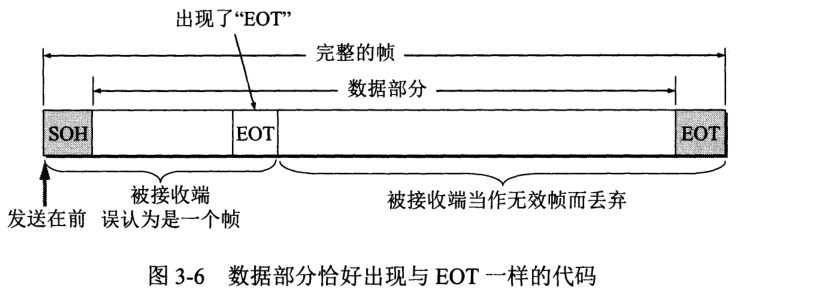 出现了“EOT”
完整的帧
数据部分
SOH
EOT
EOT
被接收端
误认为是一个帧
被接收端当作无效帧而丢弃
发送在前
图 3-6 数据部分恰好出现与 EOT 一样的代码